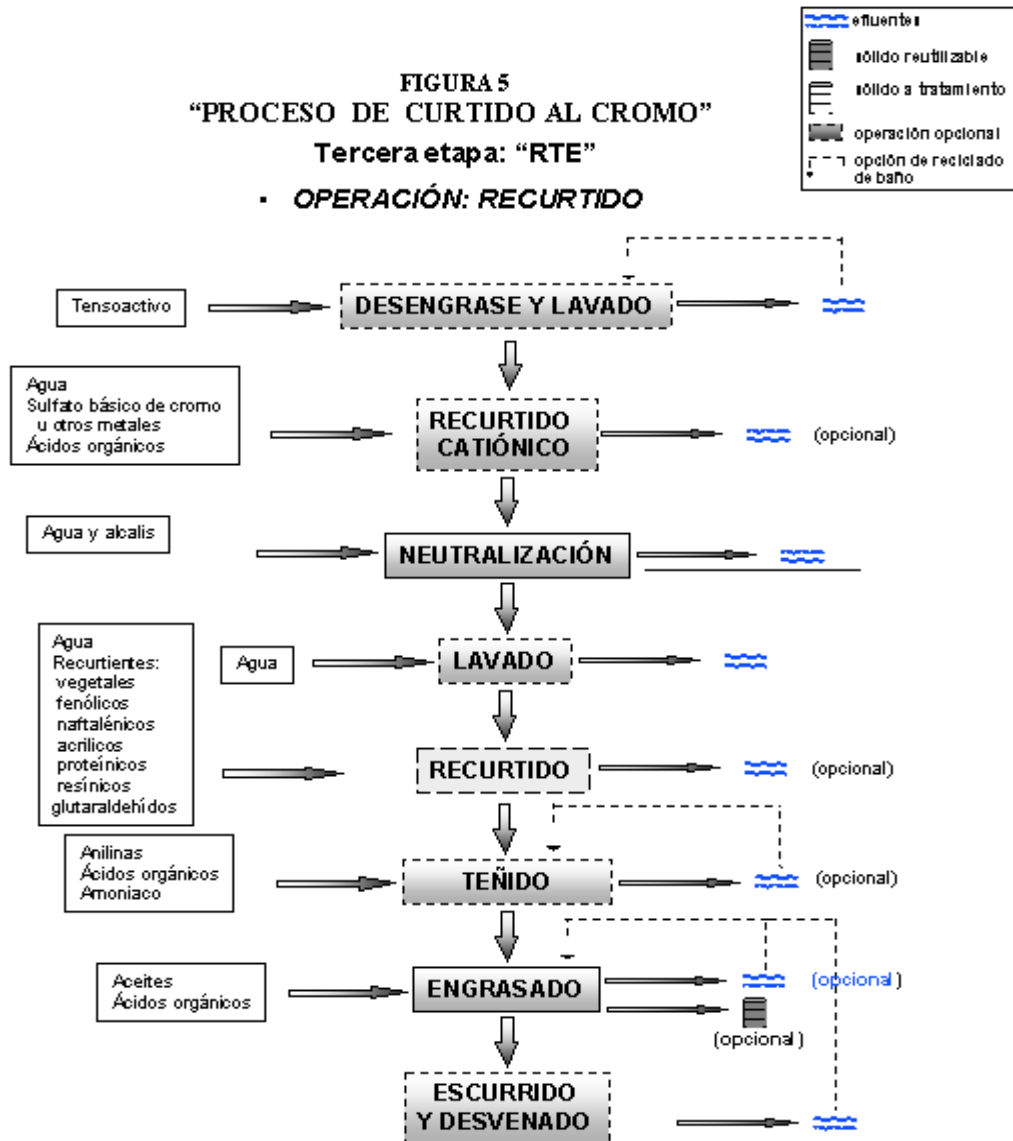 efluentes
sólido reutilizable
sólido a tratamiento
operación opcional
opción de reciclado
de baño
FIGURA 5
“PROCESO DE CURTIDO AL CROMO”
Tercera etapa: “RTE”
▪ OPERACIÓN: RECURTIDO
Tensoactivo
DESENGRASE Y LAVADO
Agua
Sulfato básico de cromo
u otros metales
Ácidos orgánicos
RECURTIDO
CATIÓNICO
(opcional)
Agua y alcalis
NEUTRALIZACIÓN
Agua
Recurtientes:
vegetales
fenólicos
naftalénicos
acrílicos
proteínicos
resínicos
glutaraldehídos
Agua
LAVADO
RECURTIDO
(opcional)
Anilinas
Ácidos orgánicos
Amoniaco
TEÑIDO
(opcional)
Aceites
Ácidos orgánicos
ENGRASADO
(opcional)
(opcional)
ESCURRIDO
Y DESVENADO